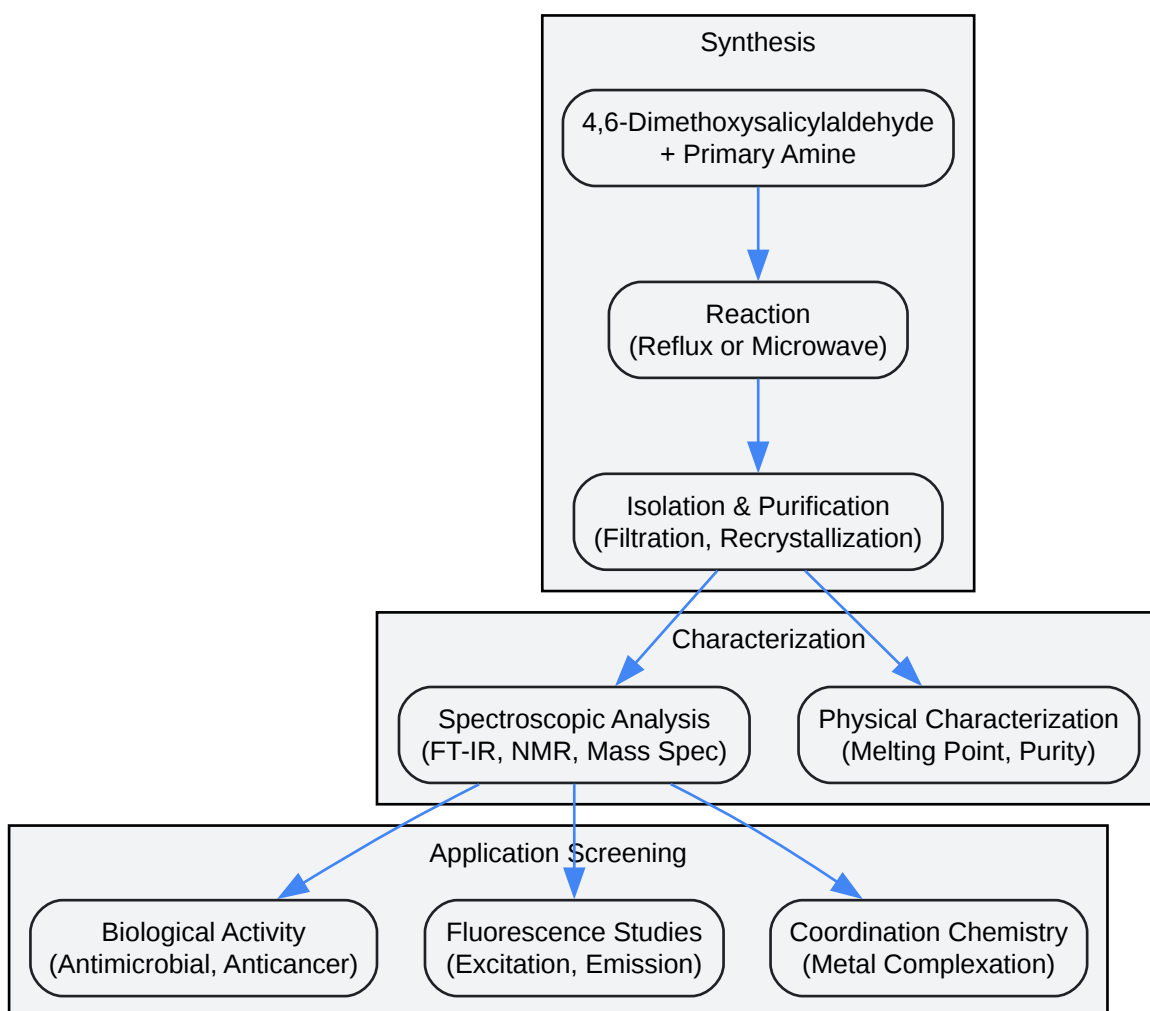 Synthesis
4,6-Dimethoxysalicylaldehyde
+ Primary Amine
Reaction
(Reflux or Microwave)
Isolation & Purification
(Filtration, Recrystallization)
Characterization
Spectroscopic Analysis
(FT-IR, NMR, Mass Spec)
Physical Characterization
(Melting Point, Purity)
Application Screening
Biological Activity
(Antimicrobial, Anticancer)
Fluorescence Studies
(Excitation, Emission)
Coordination Chemistry
(Metal Complexation)